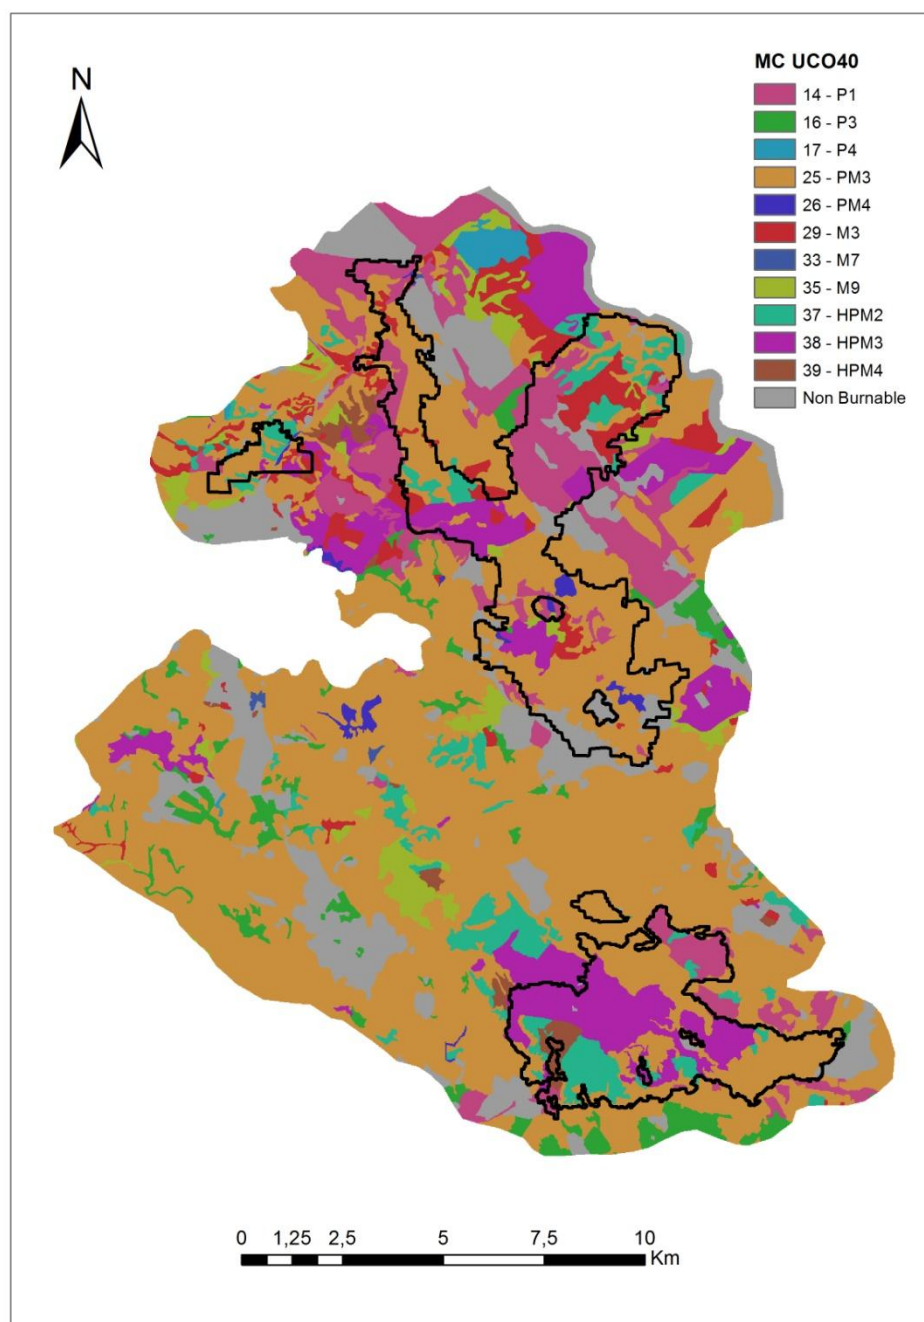 N
MC UCO40
14 - P1
16 - P3
17 - P4
25 - PM3
26 - PM4
29 - M3
33 - M7
35 - M9
37 - HPM2
38 - HPM3
39 - HPM4
Non Burnable
0 1,25 2,5 5 7,5 10
Km